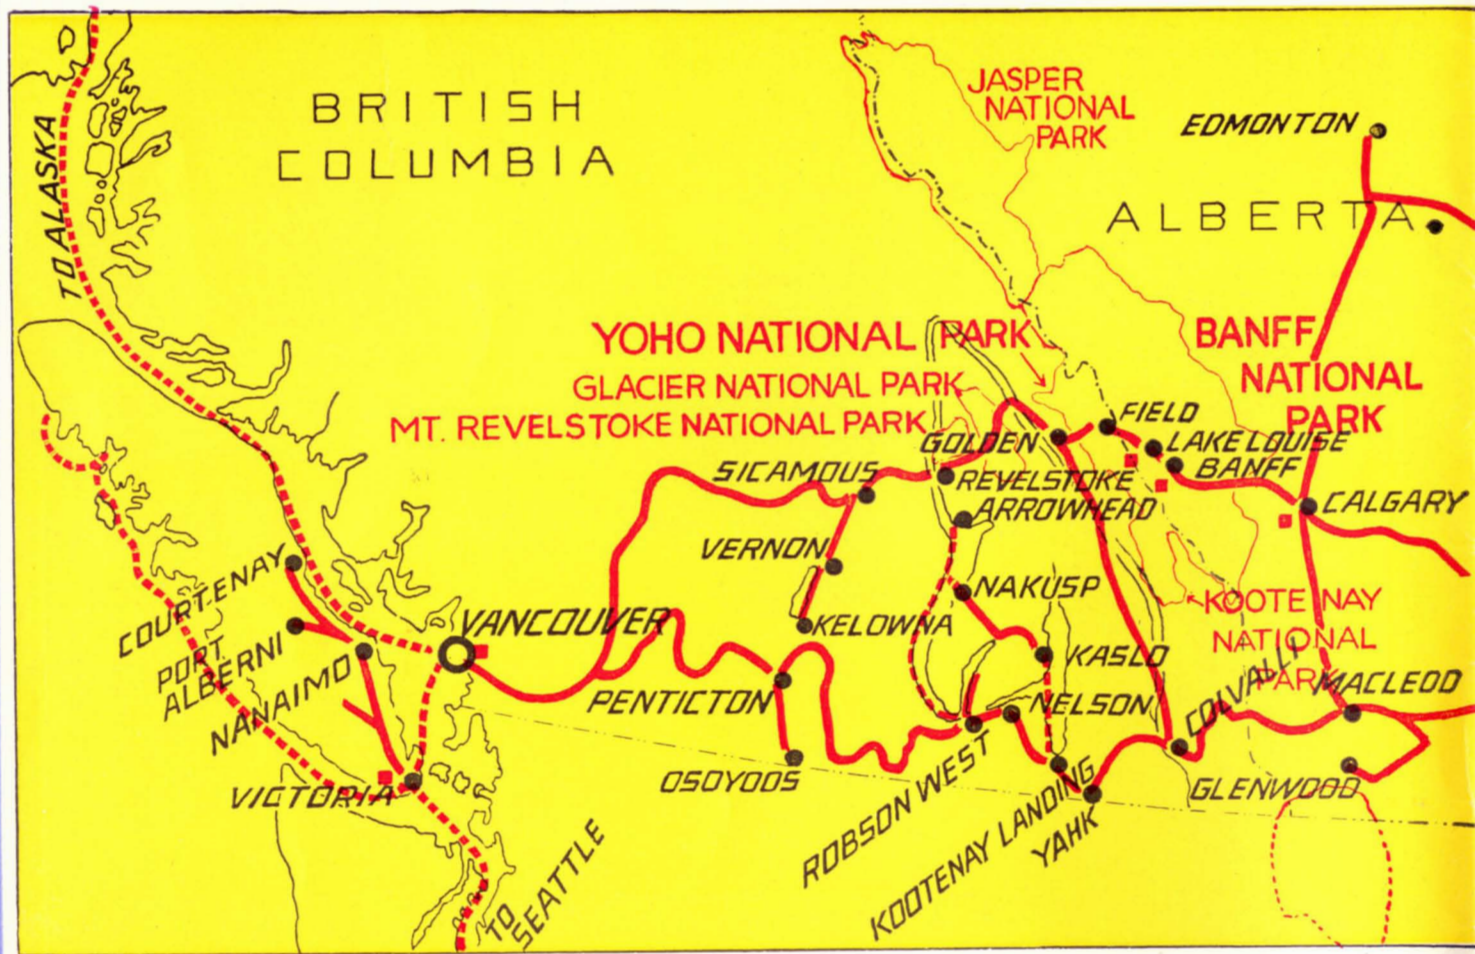 BRITISH
COLUMBIA
TO ALASKA
JASPER
NATIONAL
PARK
EDMONTON
ALBERTA
YOHO NATIONAL PARK
GLACIER NATIONAL PARK
MT. REVELSTOKE NATIONAL PARK
BANFF
NATIONAL
PARK
FIELD
GOLDEN
LAKE LOUISE
BANFF
SICAMOUS
REVELSTOKE
ARROWHEAD
CALGARY
VERNON
NAKUSP
KELOWNA
KOOTENAY
NATIONAL
PARK
COURTENAY
PORT
ALBERNI
NANAIMO
VANCOUVER
KASLO
PENTICTON
NELSON
COLVALLI
MACLEOD
VICTORIA
OSOYOOS
ROBSON WEST
KOOTENAY LANDING
YAHK
GLENWOOD
TO
SEATTLE